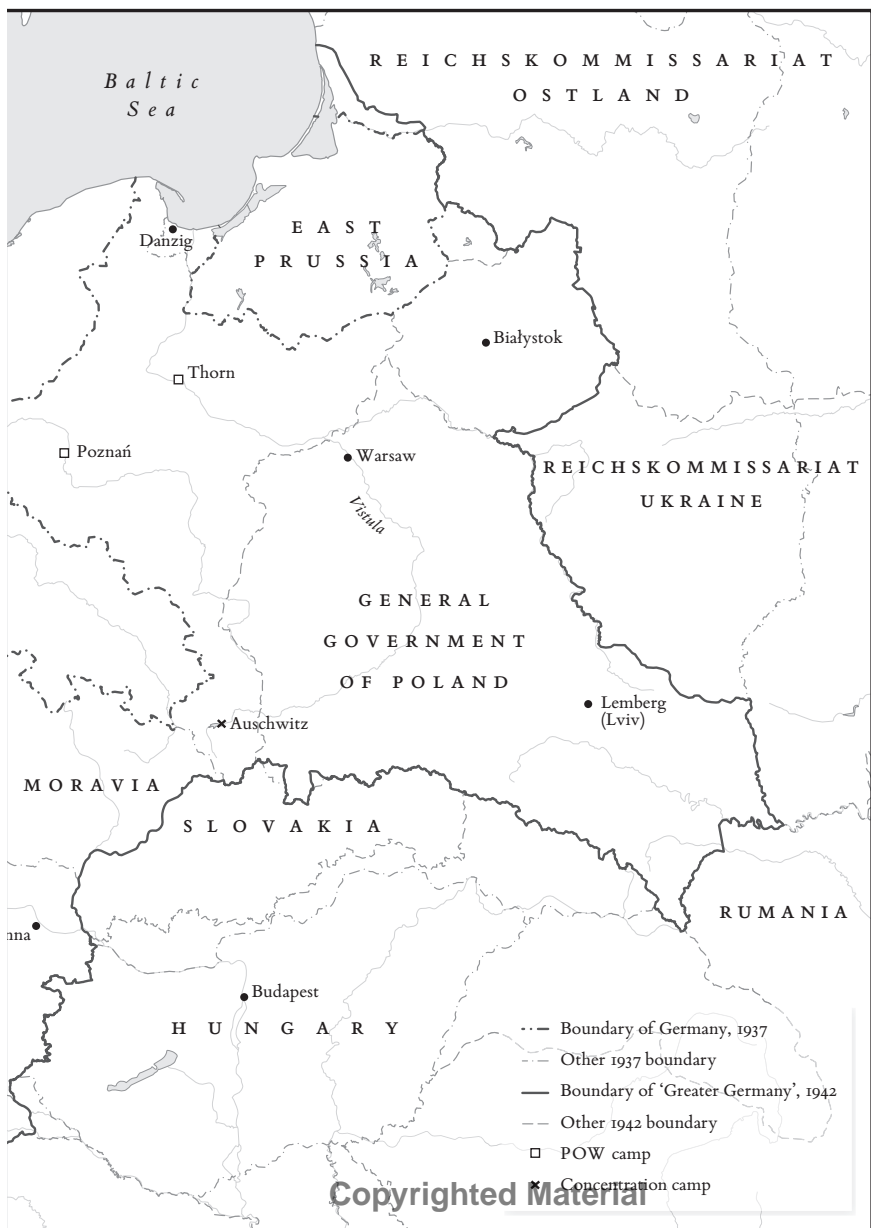 Baltic
Sea
REICHSKOMMISSARIAT
OSTLAND
EAST
PRUSSIA
Danzig
Białystok
Thorn
Poznań
Warsaw
Vistula
REICHSKOMMISSARIAT
UKRAINE
GENERAL
GOVERNMENT
OF POLAND
Lemberg
(Lviv)
Auschwitz
MORAVIA
SLOVAKIA
RUMANIA
nna
Budapest
HUNGARY
Boundary of Germany, 1937
Other 1937 boundary
Boundary of ‘Greater Germany’, 1942
Other 1942 boundary
POW camp
Concentration camp
Copyrighted Material